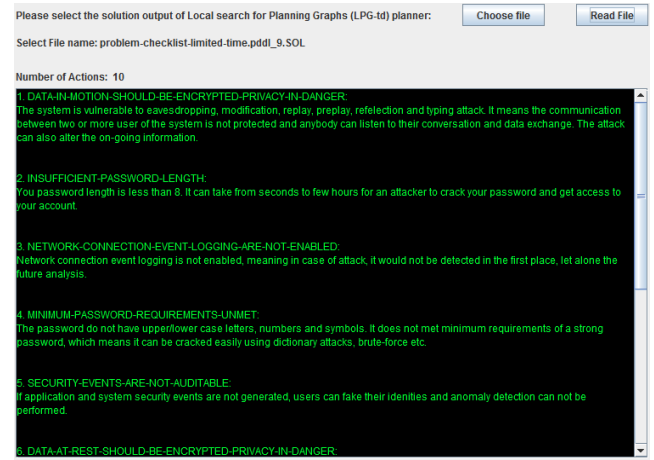 Please select the solution output of Local search for Planning Graphs (LPG-td) planner: Choose file Read File
Select File name: problem-checklist-limited-time.pddl_9.SOL
Number of Actions: 10
1. DATA-IN-MOTION-SHOULD-BE-ENCRYPTED-PRIVACY-IN-DANGER:
The system is vulnerable to eavesdropping, modification, replay, preplay, refelection and typing attack. It means the communication
between two or more user of the system is not protected and anybody can listen to their conversation and data exchange. The attack
can also alter the on-going information.
2. INSUFFICIENT-PASSWORD-LENGTH:
You password length is less than 8. It can take from seconds to few hours for an attacker to crack your password and get access to
your account.
3. NETWORK-CONNECTION-EVENT-LOGGING-ARE-NOT-ENABLED:
Network connection event logging is not enabled, meaning in case of attack, it would not be detected in the first place, let alone the
future analysis.
4. MINIMUM-PASSWORD-REQUIREMENTS-UNMET:
The password do not have upper/lower case letters, numbers and symbols. It does not met minimum requirements of a strong
password, which means it can be cracked easily using dictionary attacks, brute-force etc.
5. SECURITY-EVENTS-ARE-NOT-AUDITABLE:
If application and system security events are not generated, users can fake their idenities and anomaly detection can not be
performed.
6. DATA-AT-REST-SHOULD-BE-ENCRYPTED-PRIVACY-IN-DANGER: